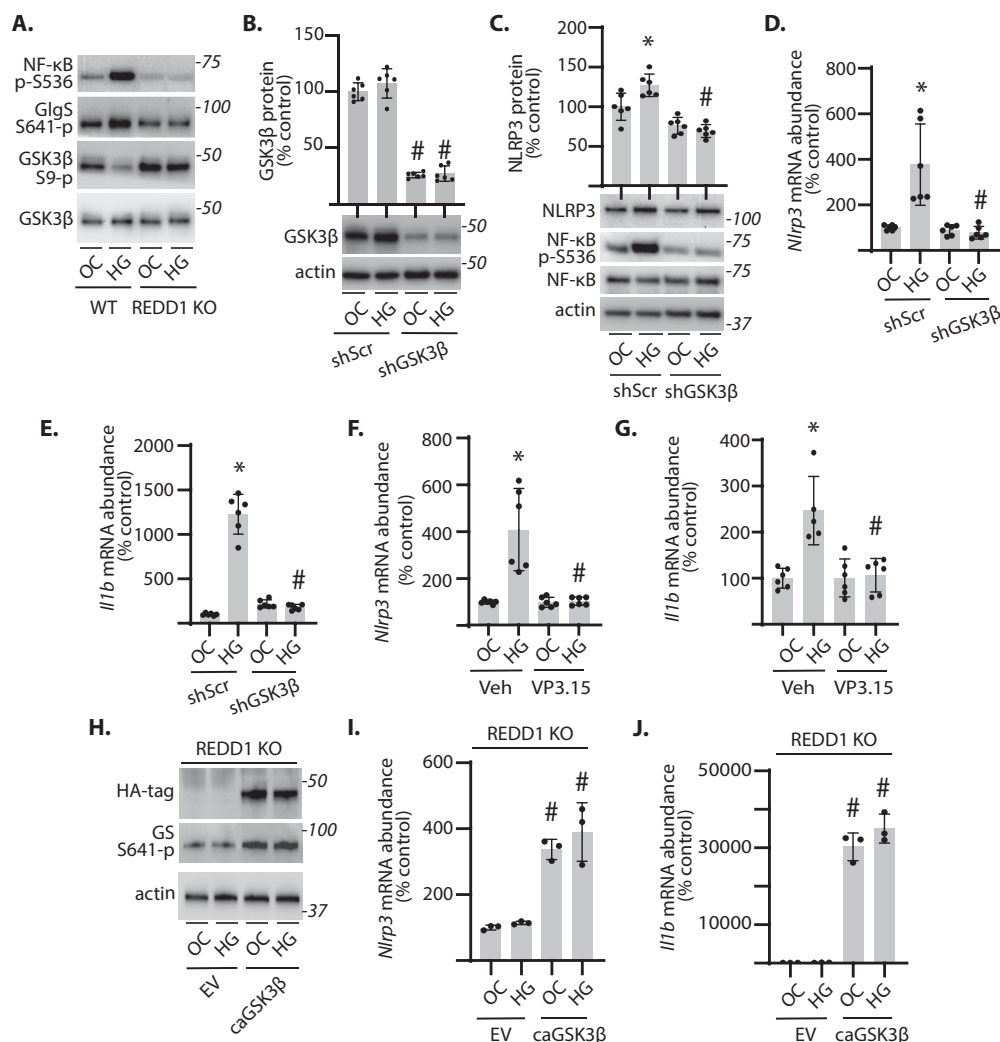 A.
NF-κB
p-S536
-75
GlgS
S641-p
-100
GSK3β
S9-p
-50
GSK3β
-50
OC HG OC HG
WT REDD1 KO
B.
GSK3β protein
(% control)
150
100
50
# #
GSK3β
-50
actin
-50
OC HG OC HG
shScr shGSK3β
C.
NLRP3 protein
(% control)
200
150
100
50
* #
NLRP3
-100
NF-κB
p-S536
-75
NF-κB
-75
actin
-37
OC HG OC HG
shScr shGSK3β
D.
Nlrp3 mRNA abundance
(% control)
800
600
400
200
* #
OC HG OC HG
shScr shGSK3β
E.
Il1b mRNA abundance
(% control)
2000
1500
1000
500
* #
OC HG OC HG
shScr shGSK3β
F.
Nlrp3 mRNA abundance
(% control)
800
600
400
200
* #
OC HG OC HG
Veh VP3.15
G.
Il1b mRNA abundance
(% control)
400
300
200
100
* #
OC HG OC HG
Veh VP3.15
H.
REDD1 KO
HA-tag
-50
GS
S641-p
-100
actin
-37
OC HG OC HG
EV caGSK3β
I.
REDD1 KO
Nlrp3 mRNA abundance
(% control)
600
400
200
# #
OC HG OC HG
EV caGSK3β
J.
REDD1 KO
Il1b mRNA abundance
(% control)
50000
30000
10000
# #
OC HG OC HG
EV caGSK3β